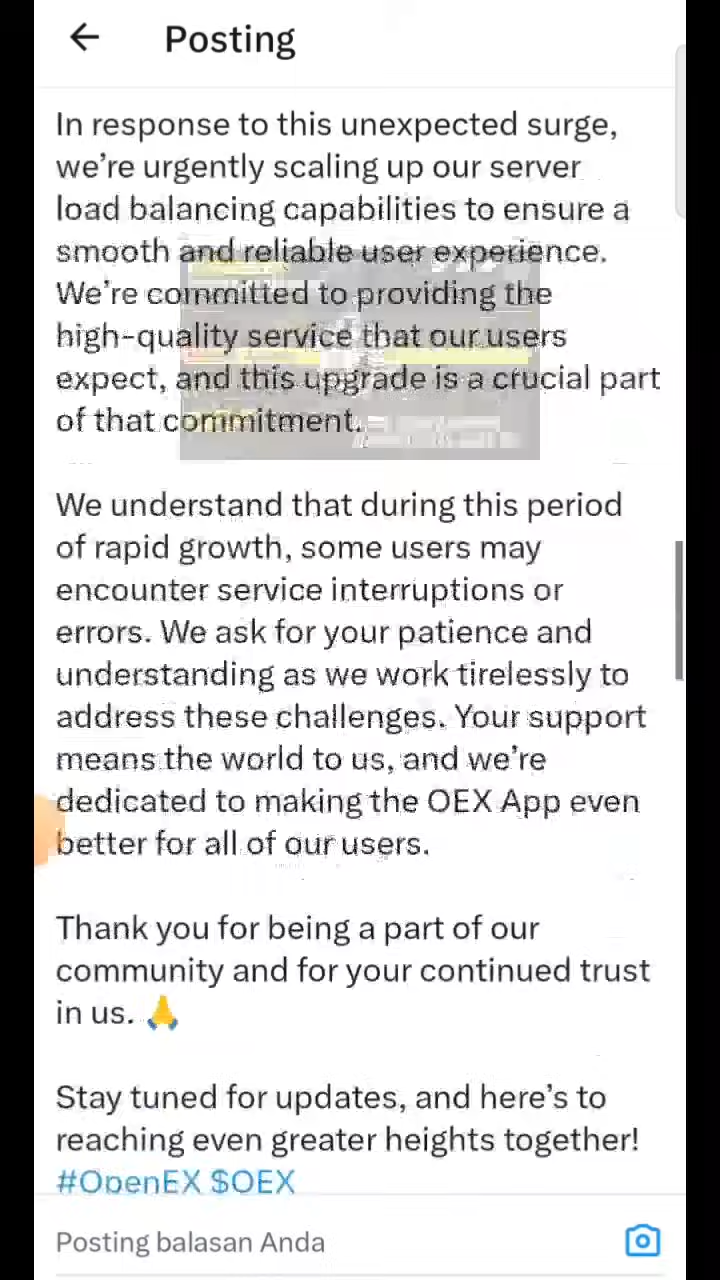 Posting
In response to this unexpected surge,
we're urgently scaling up our server
load balancing capabilities to ensure a
smooth and reliable user experience.
We're committed to providing the
high-quality service that our users
expect, and this upgrade is a crucial part
of that commitment.
We understand that during this period
of rapid growth, some users may
encounter service interruptions or
errors. We ask for your patience and
understanding as we work tirelessly to
address these challenges. Your support
means the world to us, and we're
dedicated to making the OEX App even
better for all of our users.
Thank you for being a part of our
community and for your continued trust
in us. 🙏
Stay tuned for updates, and here's to
reaching even greater heights together!
#OpenEX $OEX
Posting balasan Anda